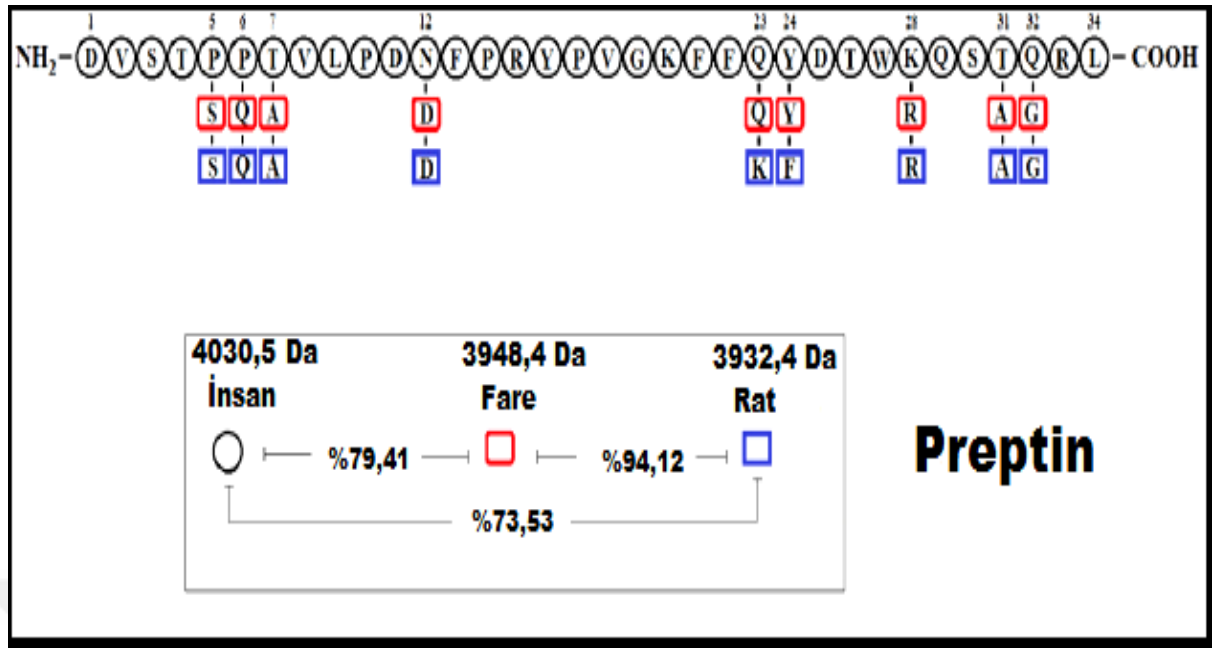 1 5 6 7 12 23 24 28 31 32 34
NH2-D V S T P P T V L P D N F P R Y P V G K F F Q Y D T W K Q S T Q R L - COOH
S Q A D Q Y R A G
S Q A D K F R A G
4030,5 Da 3948,4 Da 3932,4 Da
İnsan Fare Rat
%79,41 %94,12
Preptin
%73,53